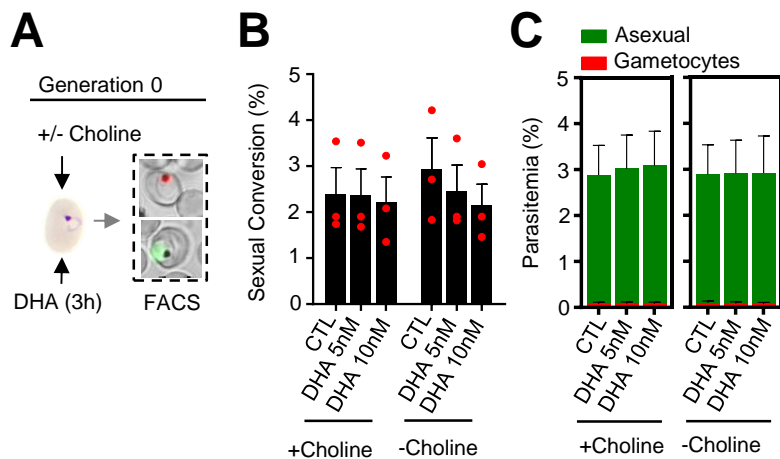 A
Generation 0
+/- Choline
DHA (3h)
FACS
B
Sexual Conversion (%)
5
4
3
2
1
0
CTL
DHA 5nM
DHA 10nM
CTL
DHA 5nM
DHA 10nM
+Choline
-Choline
C
Asexual
Gametocytes
Parasitemia (%)
5
4
3
2
1
0
CTL
DHA 5nM
DHA 10nM
CTL
DHA 5nM
DHA 10nM
+Choline
-Choline